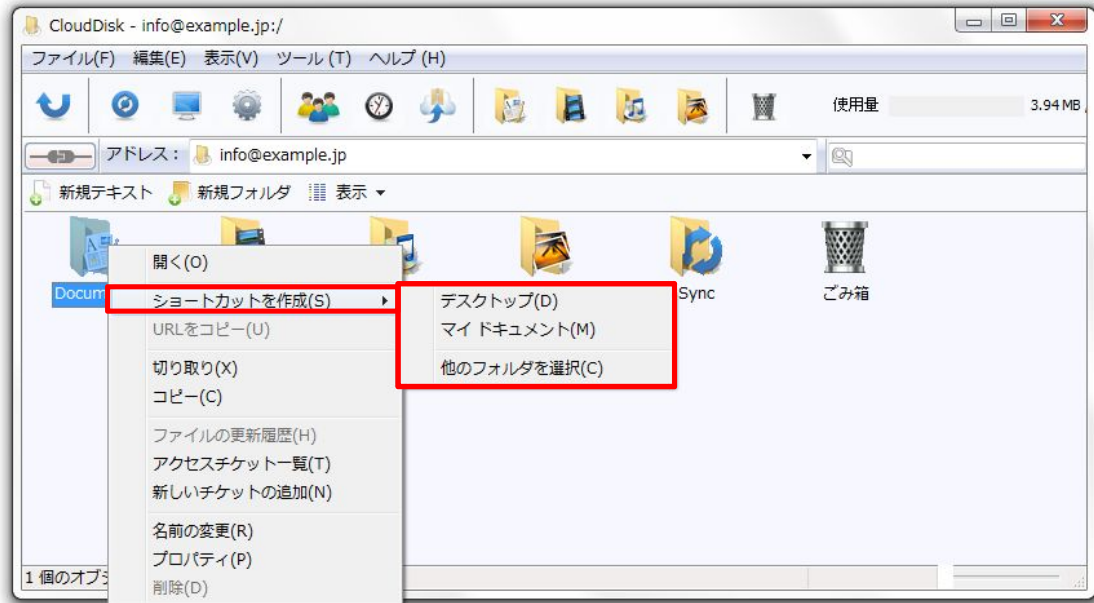 CloudDisk - info@example.jp:/
ファイル(F) 編集(E) 表示(V) ツール (T) ヘルプ (H)
使用量 3.94 MB
アドレス： info@example.jp
新規テキスト 新規フォルダ 表示
Docum
Sync
ごみ箱
開く(O)
ショートカットを作成(S)
URLをコピー(U)
切り取り(X)
コピー(C)
ファイルの更新履歴(H)
アクセスチケット一覧(T)
新しいチケットの追加(N)
名前の変更(R)
プロパティ(P)
削除(D)
デスクトップ(D)
マイ ドキュメント(M)
他のフォルダを選択(C)
1 個のオブジ